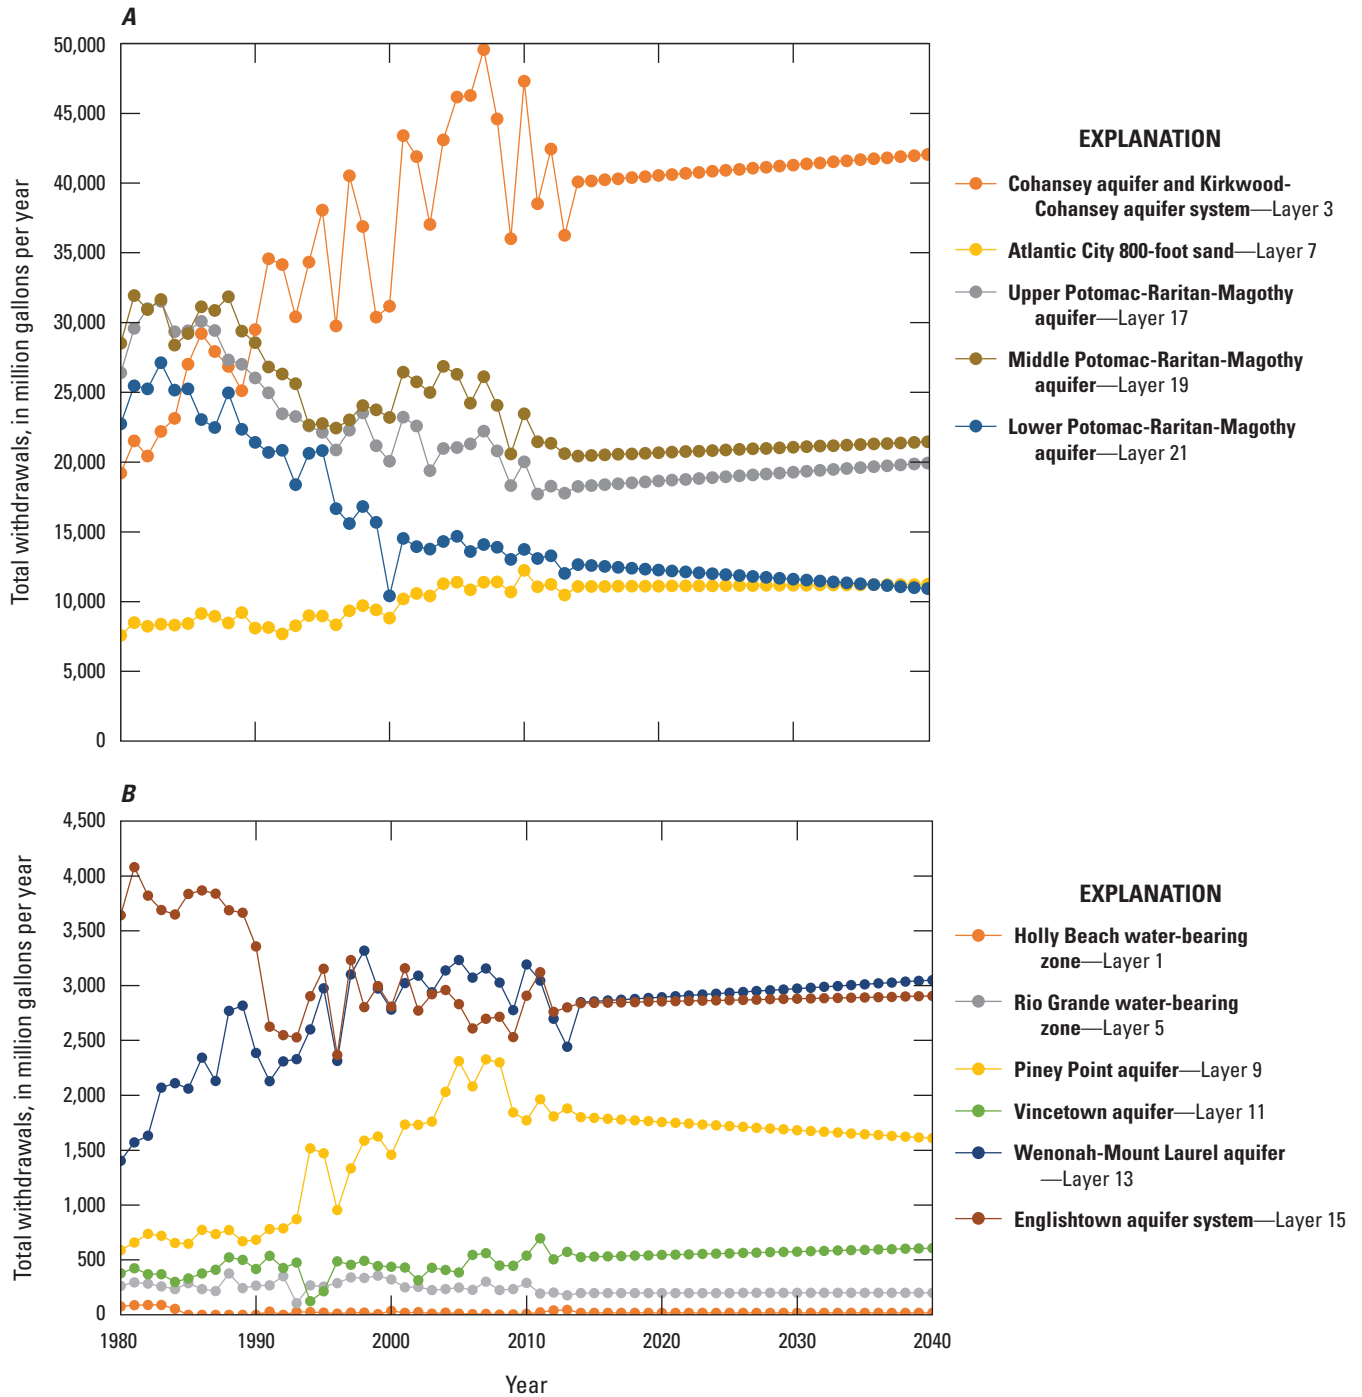 A
50,000
45,000
40,000
35,000
30,000
25,000
20,000
15,000
10,000
5,000
0
Total withdrawals, in million gallons per year
EXPLANATION
Cohansey aquifer and Kirkwood-
Cohansey aquifer system—Layer 3
Atlantic City 800-foot sand—Layer 7
Upper Potomac-Raritan-Magothy
aquifer—Layer 17
Middle Potomac-Raritan-Magothy
aquifer—Layer 19
Lower Potomac-Raritan-Magothy
aquifer—Layer 21
B
4,500
4,000
3,500
3,000
2,500
2,000
1,500
1,000
500
0
Total withdrawals, in million gallons per year
1980 1990 2000 2010 2020 2030 2040
Year
EXPLANATION
Holly Beach water-bearing
zone—Layer 1
Rio Grande water-bearing
zone—Layer 5
Piney Point aquifer—Layer 9
Vincetown aquifer—Layer 11
Wenonah-Mount Laurel aquifer
—Layer 13
Englishtown aquifer system—Layer 15